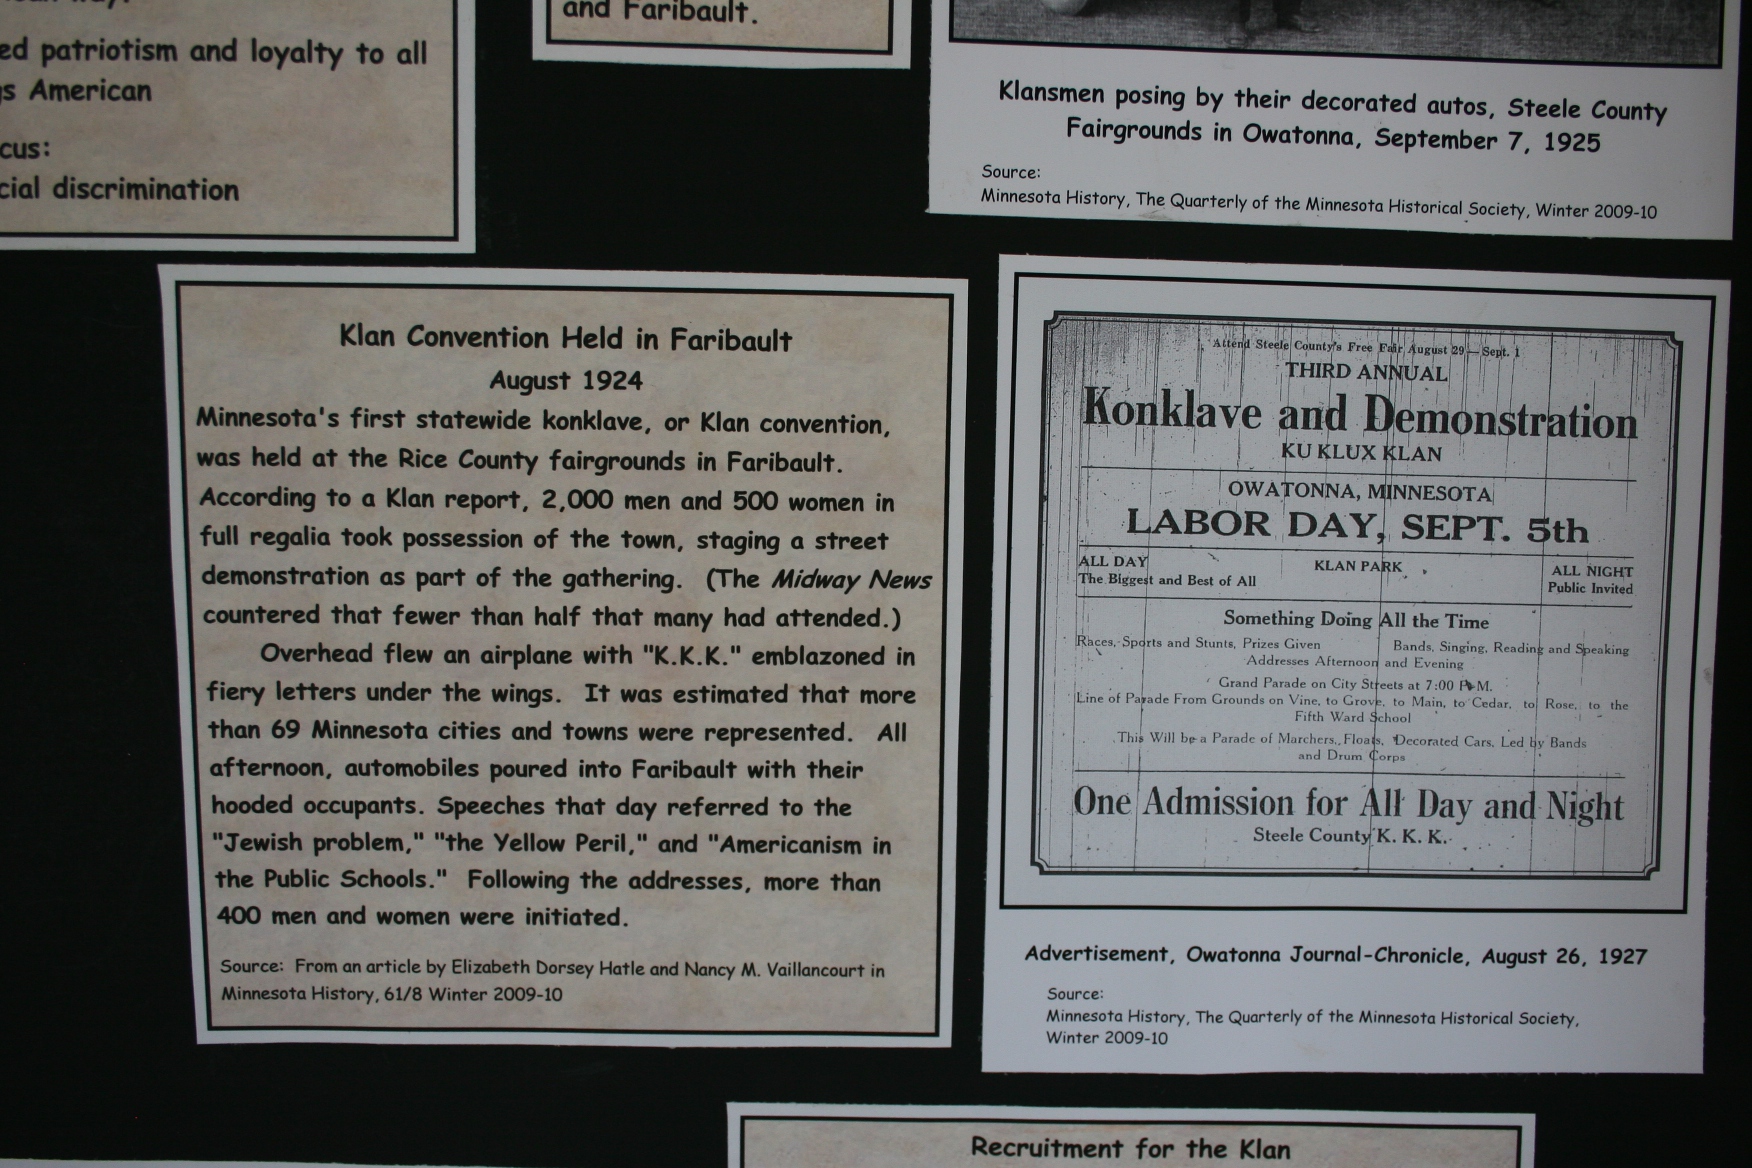 ed patriotism and loyalty to all
s American
cus:
cial discrimination
and Faribault.
Klansmen posing by their decorated autos, Steele County
Fairgrounds in Owatonna, September 7, 1925
Source:
Minnesota History, The Quarterly of the Minnesota Historical Society, Winter 2009-10
Klan Convention Held in Faribault
August 1924
Minnesota's first statewide konklave, or Klan convention,
was held at the Rice County fairgrounds in Faribault.
According to a Klan report, 2,000 men and 500 women in
full regalia took possession of the town, staging a street
demonstration as part of the gathering. (The Midway News
countered that fewer than half that many had attended.)
Overhead flew an airplane with "K.K.K." emblazoned in
fiery letters under the wings. It was estimated that more
than 69 Minnesota cities and towns were represented. All
afternoon, automobiles poured into Faribault with their
hooded occupants. Speeches that day referred to the
"Jewish problem," "the Yellow Peril," and "Americanism in
the Public Schools." Following the addresses, more than
400 men and women were initiated.
Source: From an article by Elizabeth Dorsey Hatle and Nancy M. Vaillancourt in
Minnesota History, 61/8 Winter 2009-10
Attend Steele County's Free Fair August 29 — Sept. 1
THIRD ANNUAL
Konklave and Demonstration
KU KLUX KLAN
OWATONNA, MINNESOTA
LABOR DAY, SEPT. 5th
ALL DAY
The Biggest and Best of All
KLAN PARK
ALL NIGHT
Public Invited
Something Doing All the Time
Races, Sports and Stunts, Prizes Given Bands, Singing, Reading and Speaking
Addresses Afternoon and Evening
Grand Parade on City Streets at 7:00 P. M.
Line of Parade From Grounds on Vine, to Grove, to Main, to Cedar, to Rose, to the
Fifth Ward School
This Will be a Parade of Marchers, Floats, Decorated Cars, Led by Bands
and Drum Corps
One Admission for All Day and Night
Steele County K. K. K.
Advertisement, Owatonna Journal-Chronicle, August 26, 1927
Source:
Minnesota History, The Quarterly of the Minnesota Historical Society,
Winter 2009-10
Recruitment for the Klan